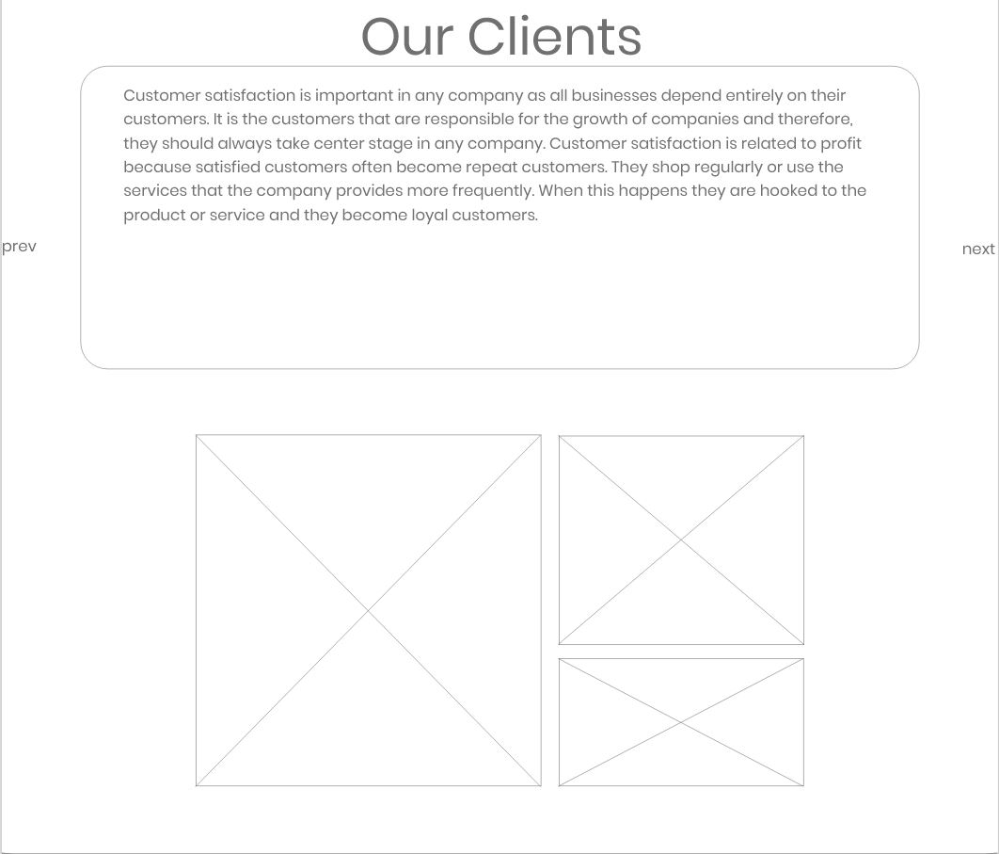 Our Clients
Customer satisfaction is important in any company as all businesses depend entirely on their
customers. It is the customers that are responsible for the growth of companies and therefore,
they should always take center stage in any company. Customer satisfaction is related to profit
because satisfied customers often become repeat customers. They shop regularly or use the
services that the company provides more frequently. When this happens they are hooked to the
product or service and they become loyal customers.
prev
next